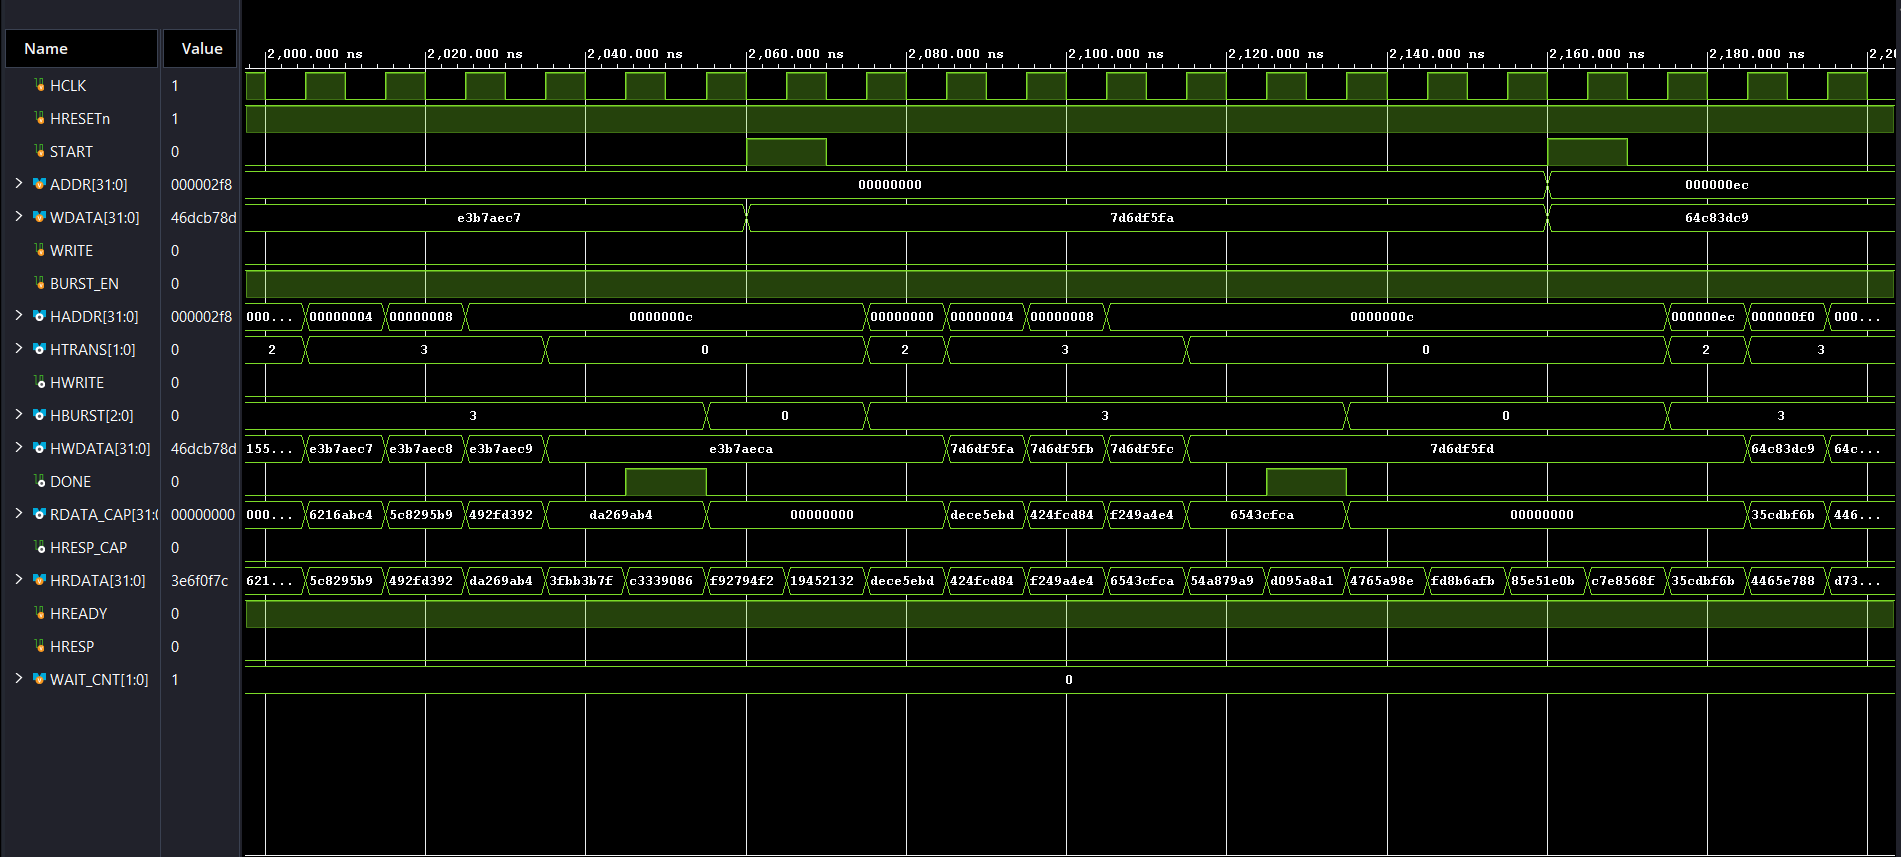 Name Value
2,000.000 ns 2,020.000 ns 2,040.000 ns 2,060.000 ns 2,080.000 ns 2,100.000 ns 2,120.000 ns 2,140.000 ns 2,160.000 ns 2,180.000 ns 2,20
HCLK 1
HRESETn 1
START 0
ADDR[31:0] 000002f8 00000000 000000ec
WDATA[31:0] 46dcb78d e3b7aec7 7d6df5fa 64c83dc9
WRITE 0
BURST_EN 0
HADDR[31:0] 000002f8 000... 00000004 00000008 0000000c 00000000 00000004 00000008 0000000c 000000ec 000000f0 000...
HTRANS[1:0] 0 2 3 0 2 3 0 2 3
HWRITE 0
HBURST[2:0] 0 3 0 3 0 3
HWDATA[31:0] 46dcb78d 155... e3b7aec7 e3b7aec8 e3b7aec9 e3b7aeca 7d6df5fa 7d6df5fb 7d6df5fc 7d6df5fd 64c83dc9 64c...
DONE 0
RDATA_CAP[31:0 00000000 000... 6216abc4 5c8295b9 492fd392 da269ab4 00000000 dece5ebd 424fcd84 f249a4e4 6543cfca 00000000 35cdbf6b 446...
HRESP_CAP 0
HRDATA[31:0] 3e6f0f7c 621... 5c8295b9 492fd392 da269ab4 3fbb3b7f c3339086 f92794f2 19452132 dece5ebd 424fcd84 f249a4e4 6543cfca 54a879a9 d095a8a1 4765a98e fd8b6afb 85e51e0b c7e8568f 35cdbf6b 4465e788 d73...
HREADY 0
HRESP 0
WAIT_CNT[1:0] 1 0